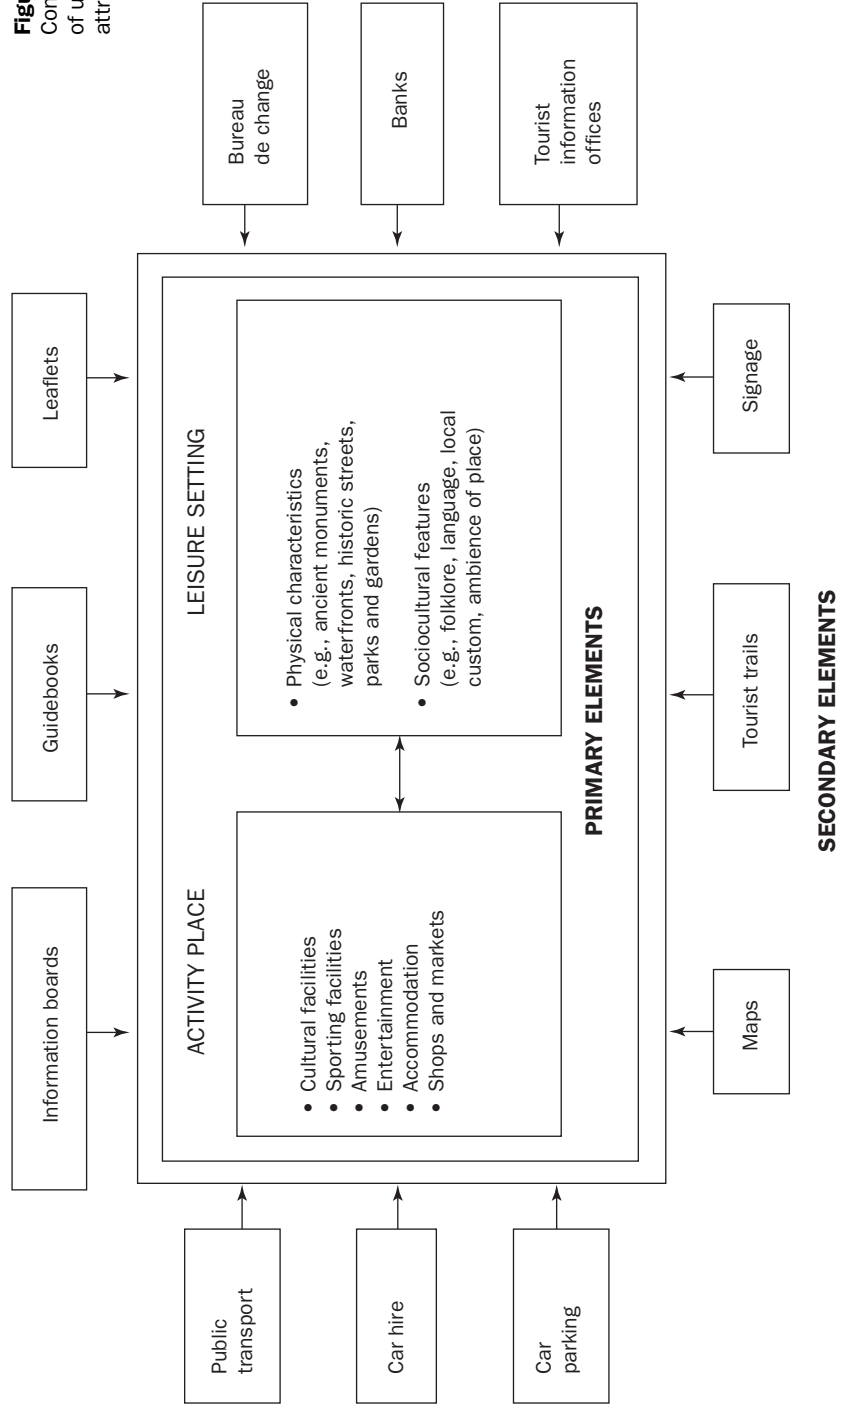 Information boards
Guidebooks
Leaflets
Public
transport
Car hire
Car
parking
ACTIVITY PLACE
• Cultural facilities
• Sporting facilities
• Amusements
• Entertainment
• Accommodation
• Shops and markets
LEISURE SETTING
• Physical characteristics
(e.g., ancient monuments,
waterfronts, historic streets,
parks and gardens)
• Sociocultural features
(e.g., folklore, language, local
custom, ambience of place)
PRIMARY ELEMENTS
Bureau
de change
Banks
Tourist
information
offices
Maps
Tourist trails
Signage
SECONDARY ELEMENTS
of